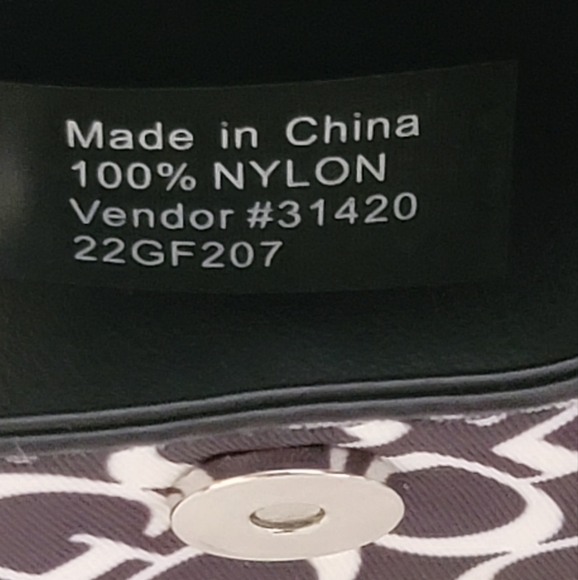 Made in China
100% NYLON
Vendor #31420
22GF207